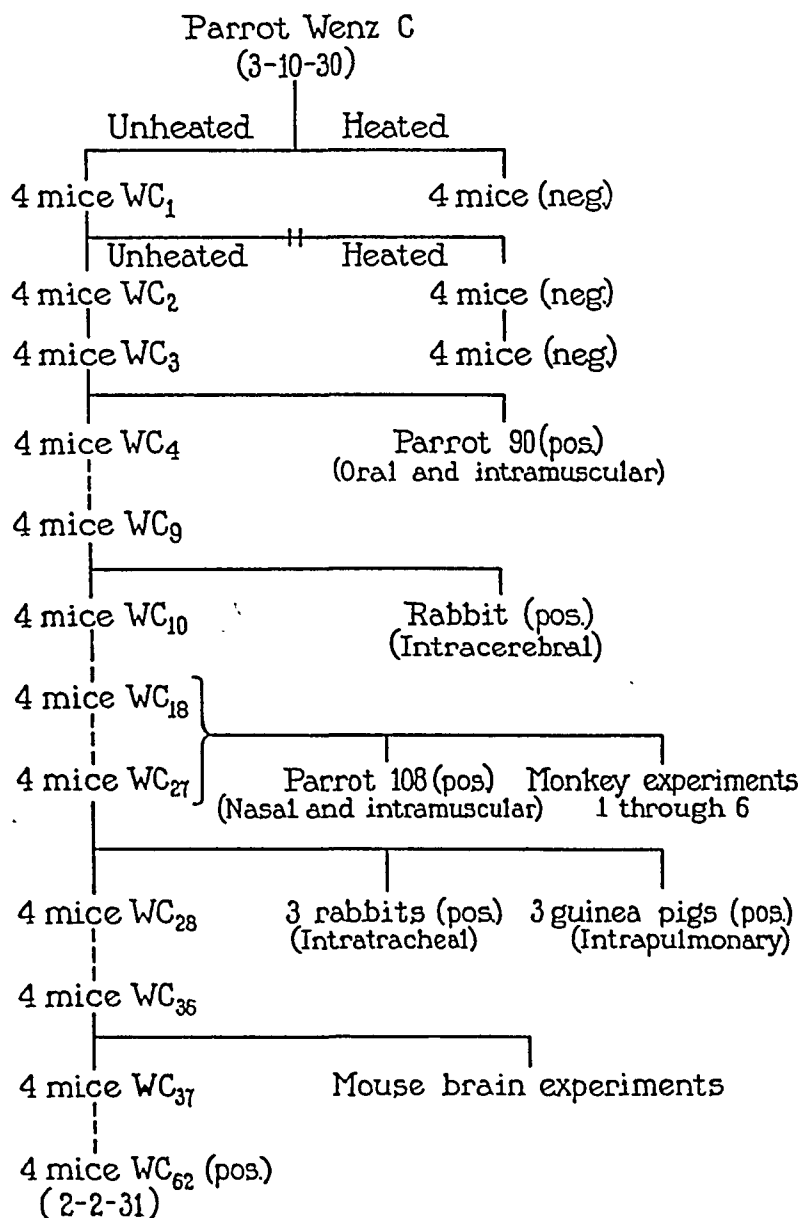 Parrot Wenz C
(3-10-30)
Unheated Heated
4 mice WC₁ 4 mice (neg.)
Unheated Heated
4 mice WC₂ 4 mice (neg.)
4 mice WC₃ 4 mice (neg.)
4 mice WC₄ Parrot 90 (pos.)
(Oral and intramuscular)
4 mice WC₉
4 mice WC₁₀ Rabbit (pos.)
(Intracerebral)
4 mice WC₁₈
4 mice WC₂₇ Parrot 108 (pos.) Monkey experiments
(Nasal and intramuscular) 1 through 6
4 mice WC₂₈ 3 rabbits (pos.) 3 guinea pigs (pos.)
(Intratracheal) (Intrapulmonary)
4 mice WC₃₆
4 mice WC₃₇ Mouse brain experiments
4 mice WC₆₂ (pos.)
(2-2-31)